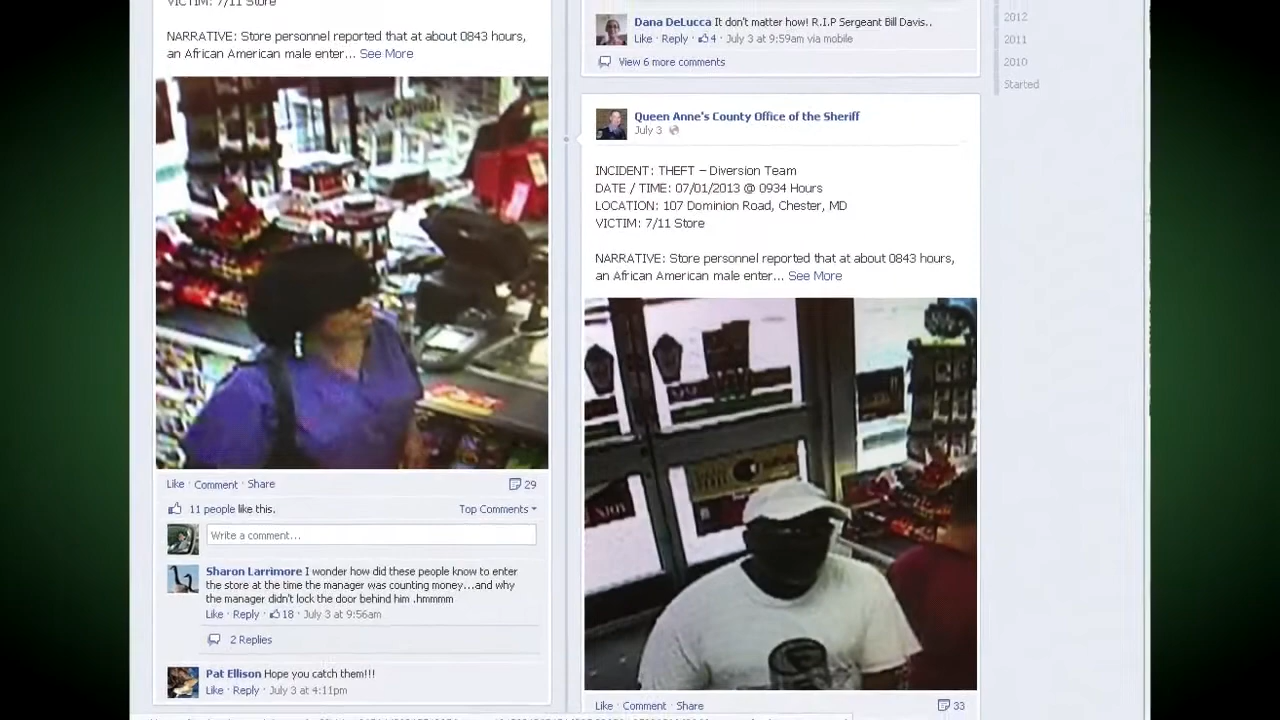 VICTIM: 7/11 Store
NARRATIVE: Store personnel reported that at about 0843 hours,
an African American male enter... See More
Like · Comment · Share
29
11 people like this.
Top Comments
Write a comment...
Sharon Larrimore I wonder how did these people know to enter
the store at the time the manager was counting money...and why
the manager didn't lock the door behind him .hmmmm
Like · Reply · 18 · July 3 at 9:56am
2 Replies
Pat Ellison Hope you catch them!!!
Like · Reply · July 3 at 4:11pm
Dana DeLucca It don't matter how! R.I.P Sergeant Bill Davis..
Like · Reply · 4 · July 3 at 9:59am via mobile
View 6 more comments
Queen Anne's County Office of the Sheriff
July 3
INCIDENT: THEFT – Diversion Team
DATE / TIME: 07/01/2013 @ 0934 Hours
LOCATION: 107 Dominion Road, Chester, MD
VICTIM: 7/11 Store
NARRATIVE: Store personnel reported that at about 0843 hours,
an African American male enter... See More
Like · Comment · Share
33
2012
2011
2010
Started